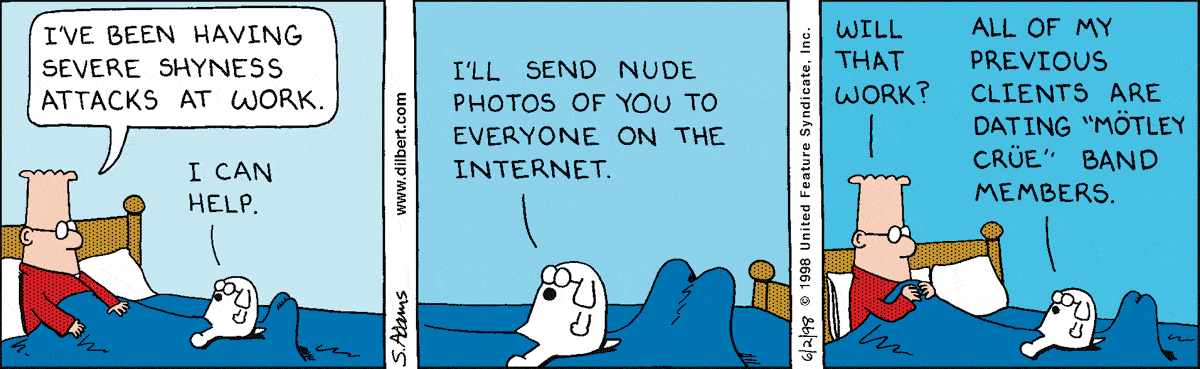 I'VE BEEN HAVING
SEVERE SHYNESS
ATTACKS AT WORK.
I CAN
HELP.
www.dilbert.com
S. Adams
I'LL SEND NUDE
PHOTOS OF YOU TO
EVERYONE ON THE
INTERNET.
6/2/98 © 1998 United Feature Syndicate, Inc.
WILL
THAT
WORK?
ALL OF MY
PREVIOUS
CLIENTS ARE
DATING "MÖTLEY
CRÜE" BAND
MEMBERS.